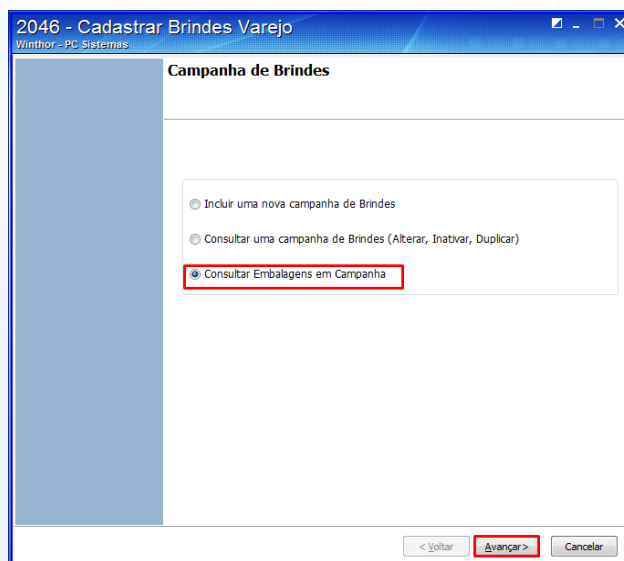 2046 - Cadastrar Brindes Varejo
Winthor - PC Sistemas
Campanha de Brindes
Incluir uma nova campanha de Brindes
Consultar uma campanha de Brindes (Alterar, Inativar, Duplicar)
Consultar Embalagens em Campanha
< Voltar Avançar > Cancelar